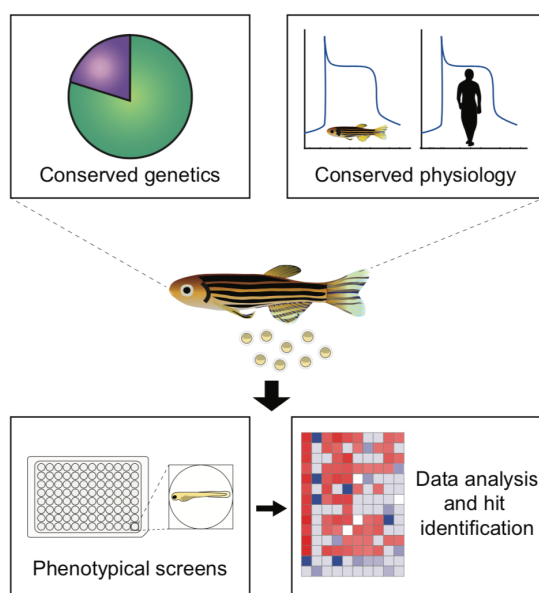 Conserved genetics
Conserved physiology
Phenotypical screens
Data analysis
and hit
identification